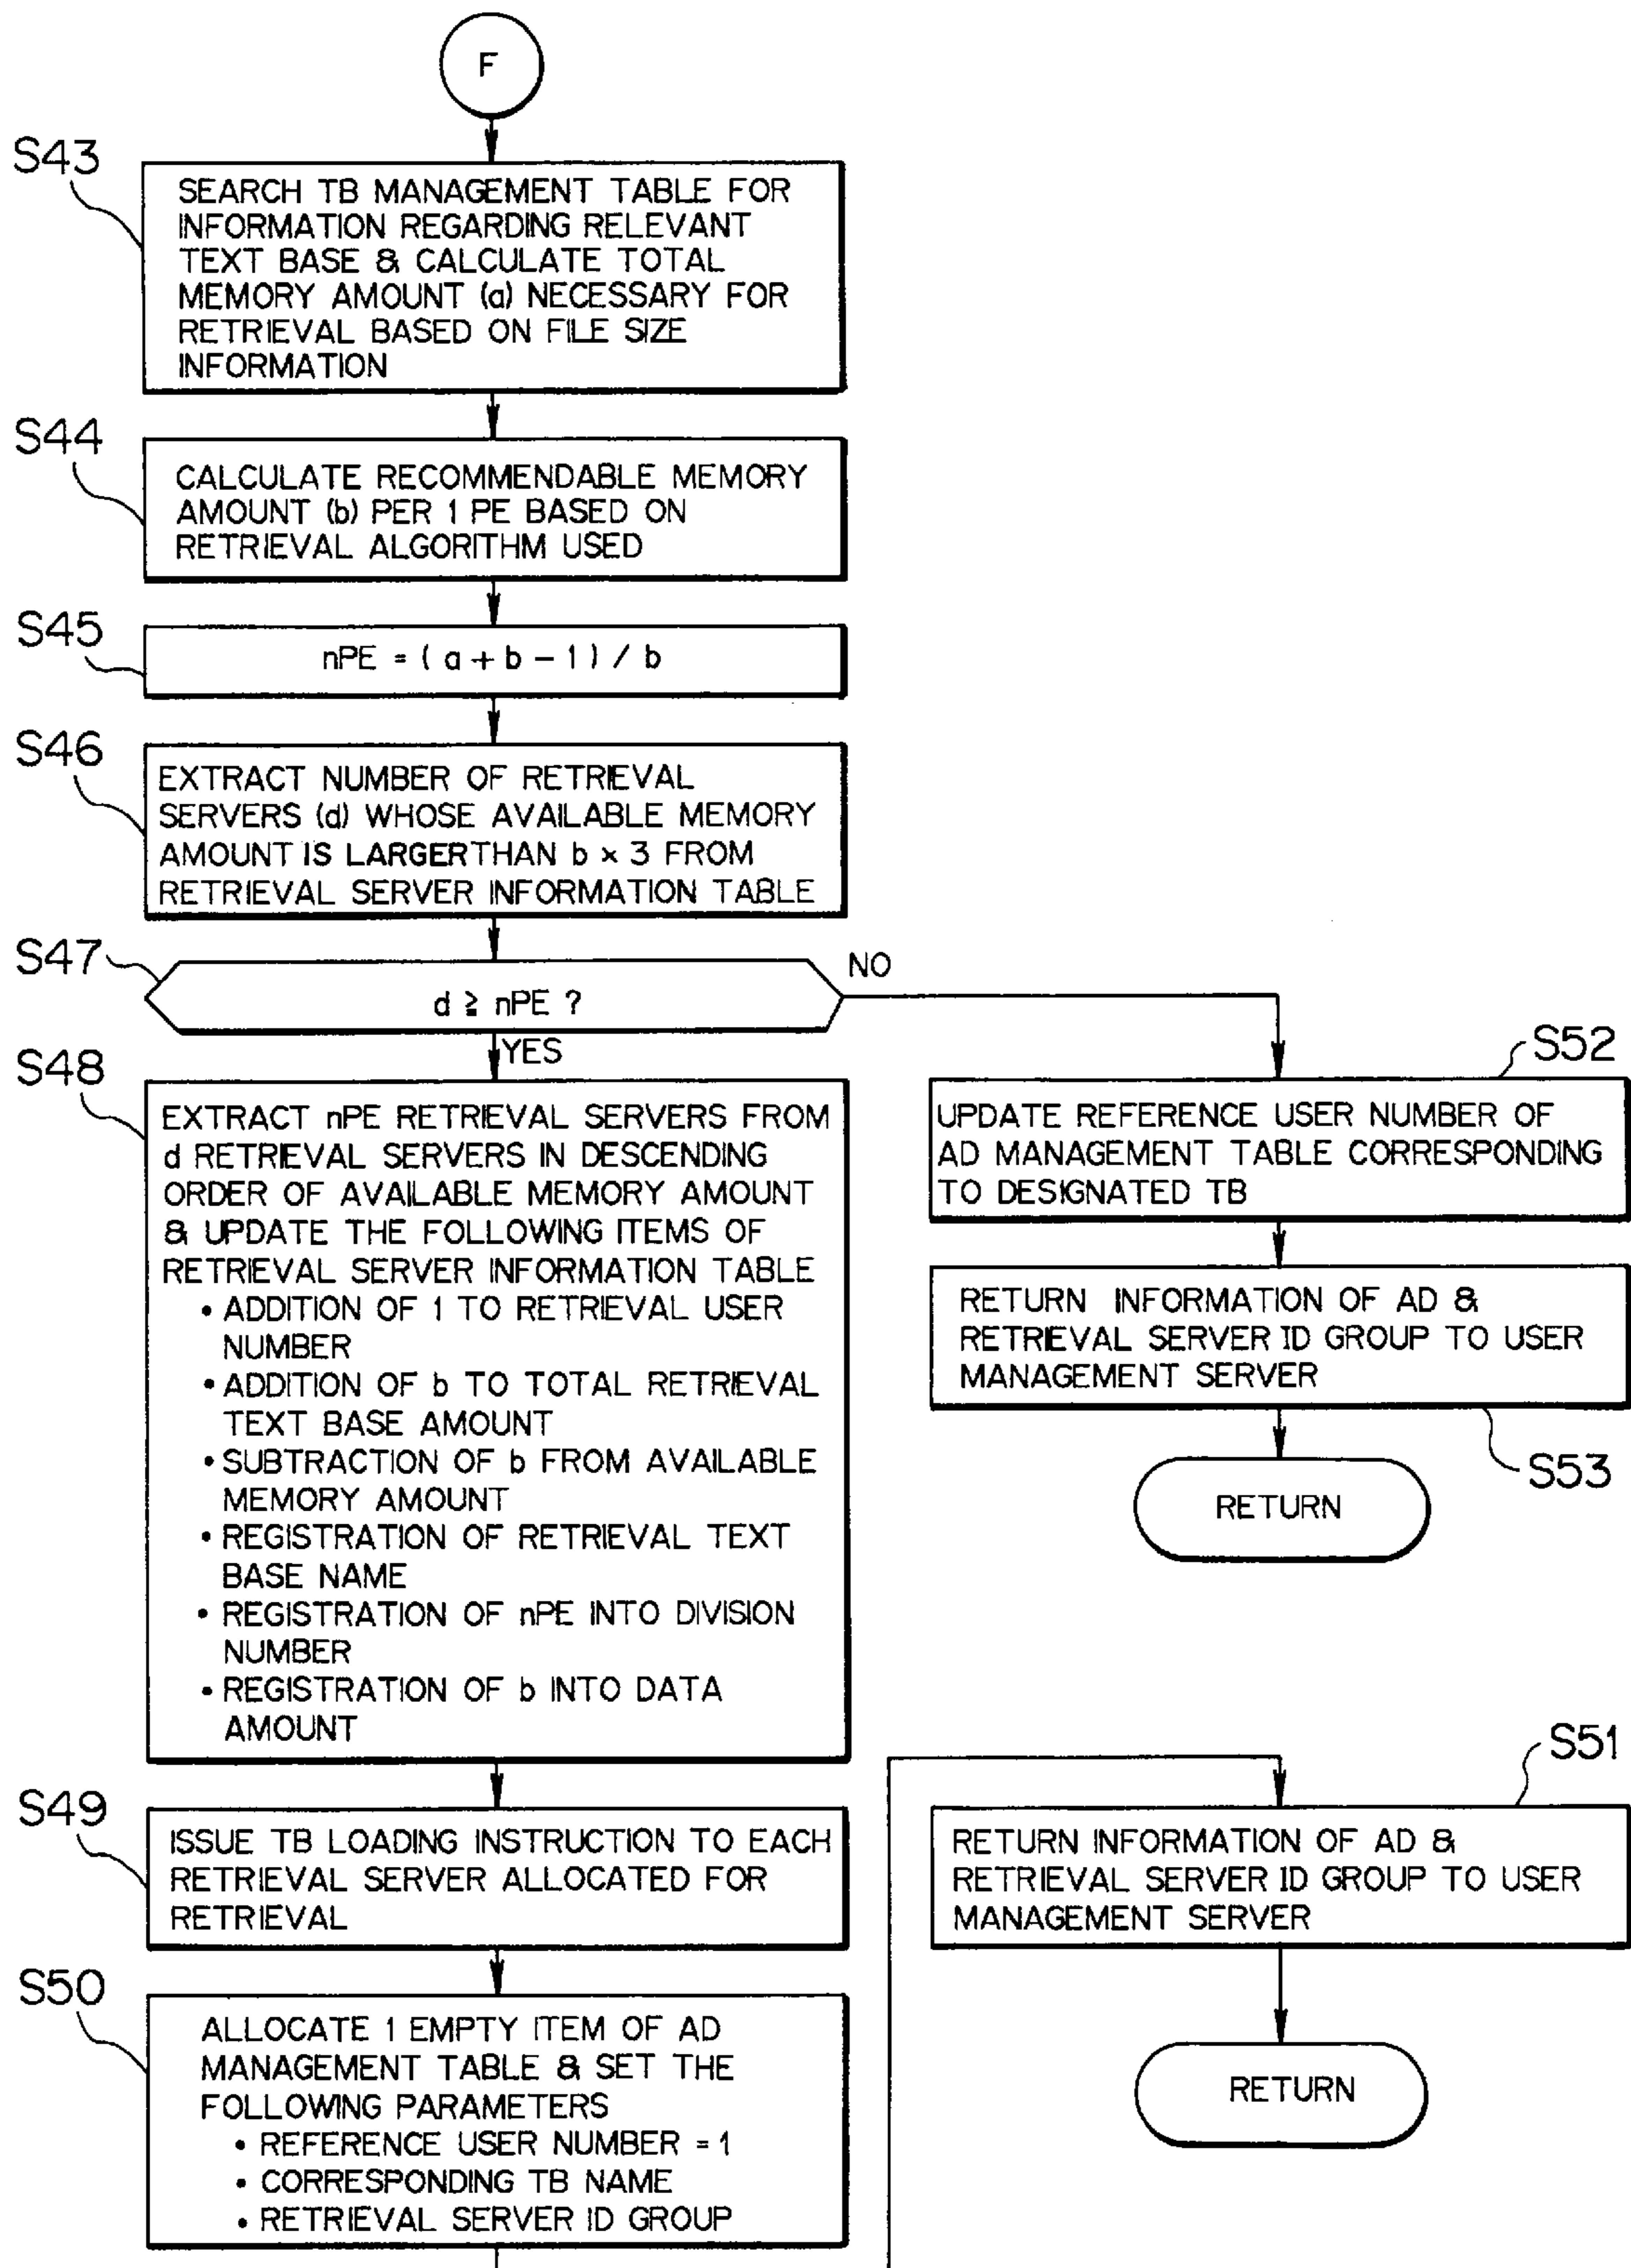 F
S43
SEARCH TB MANAGEMENT TABLE FOR
INFORMATION REGARDING RELEVANT
TEXT BASE & CALCULATE TOTAL
MEMORY AMOUNT (a) NECESSARY FOR
RETRIEVAL BASED ON FILE SIZE
INFORMATION
S44
CALCULATE RECOMMENDABLE MEMORY
AMOUNT (b) PER 1 PE BASED ON
RETRIEVAL ALGORITHM USED
S45
nPE = ( a + b - 1 ) / b
S46
EXTRACT NUMBER OF RETRIEVAL
SERVERS (d) WHOSE AVAILABLE MEMORY
AMOUNT IS LARGERTHAN b × 3 FROM
RETRIEVAL SERVER INFORMATION TABLE
S47
d ≧ nPE ?
NO
YES
S48
EXTRACT nPE RETRIEVAL SERVERS FROM
d RETRIEVAL SERVERS IN DESCENDING
ORDER OF AVAILABLE MEMORY AMOUNT
& UPDATE THE FOLLOWING ITEMS OF
RETRIEVAL SERVER INFORMATION TABLE
• ADDITION OF 1 TO RETRIEVAL USER
NUMBER
• ADDITION OF b TO TOTAL RETRIEVAL
TEXT BASE AMOUNT
• SUBTRACTION OF b FROM AVAILABLE
MEMORY AMOUNT
• REGISTRATION OF RETRIEVAL TEXT
BASE NAME
• REGISTRATION OF nPE INTO DIVISION
NUMBER
• REGISTRATION OF b INTO DATA
AMOUNT
S49
ISSUE TB LOADING INSTRUCTION TO EACH
RETRIEVAL SERVER ALLOCATED FOR
RETRIEVAL
S50
ALLOCATE 1 EMPTY ITEM OF AD
MANAGEMENT TABLE & SET THE
FOLLOWING PARAMETERS
• REFERENCE USER NUMBER = 1
• CORRESPONDING TB NAME
• RETRIEVAL SERVER ID GROUP
S52
UPDATE REFERENCE USER NUMBER OF
AD MANAGEMENT TABLE CORRESPONDING
TO DESIGNATED TB
RETURN INFORMATION OF AD &
RETRIEVAL SERVER ID GROUP TO USER
MANAGEMENT SERVER
S53
RETURN
S51
RETURN INFORMATION OF AD &
RETRIEVAL SERVER ID GROUP TO USER
MANAGEMENT SERVER
RETURN